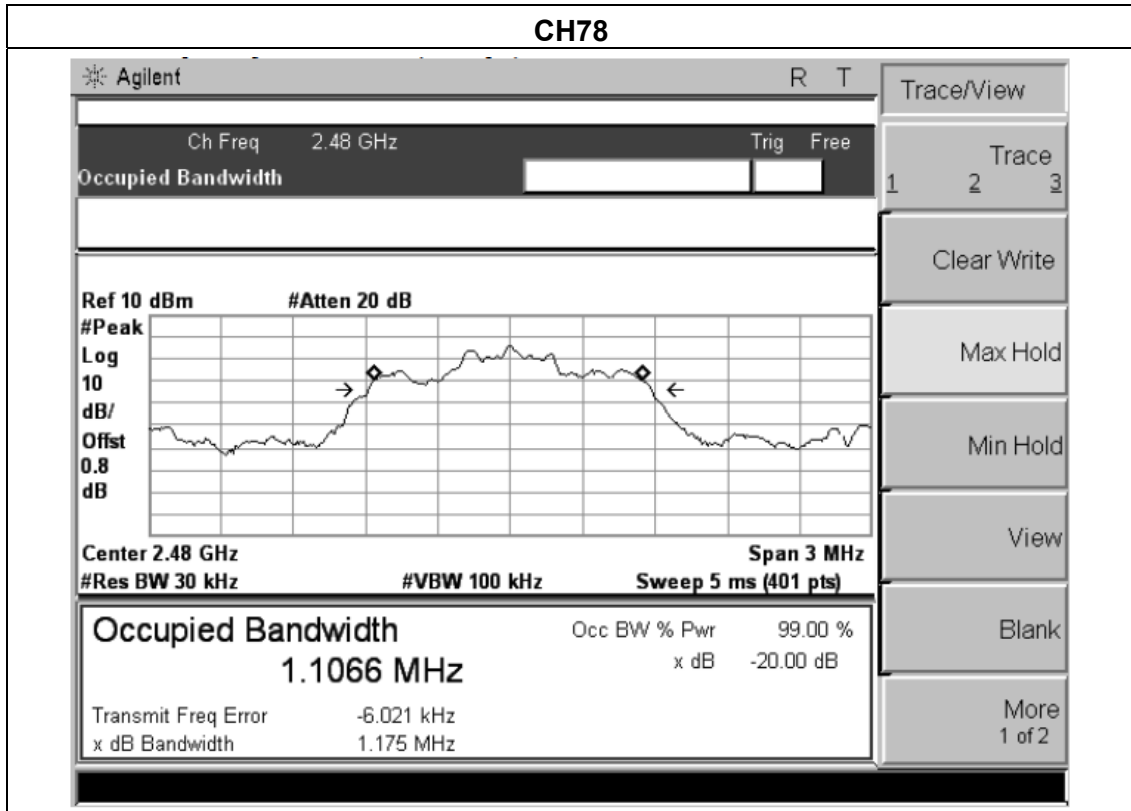 CH78
Agilent R T
Trace/View
Ch Freq 2.48 GHz Trig Free
Occupied Bandwidth
Trace
1 2 3
Clear Write
Max Hold
Min Hold
View
Blank
More
1 of 2
Ref 10 dBm #Atten 20 dB
#Peak
Log
10
dB/
Offst
0.8
dB
Center 2.48 GHz Span 3 MHz
#Res BW 30 kHz #VBW 100 kHz Sweep 5 ms (401 pts)
Occupied Bandwidth Occ BW % Pwr 99.00 %
1.1066 MHz x dB -20.00 dB
Transmit Freq Error -6.021 kHz
x dB Bandwidth 1.175 MHz